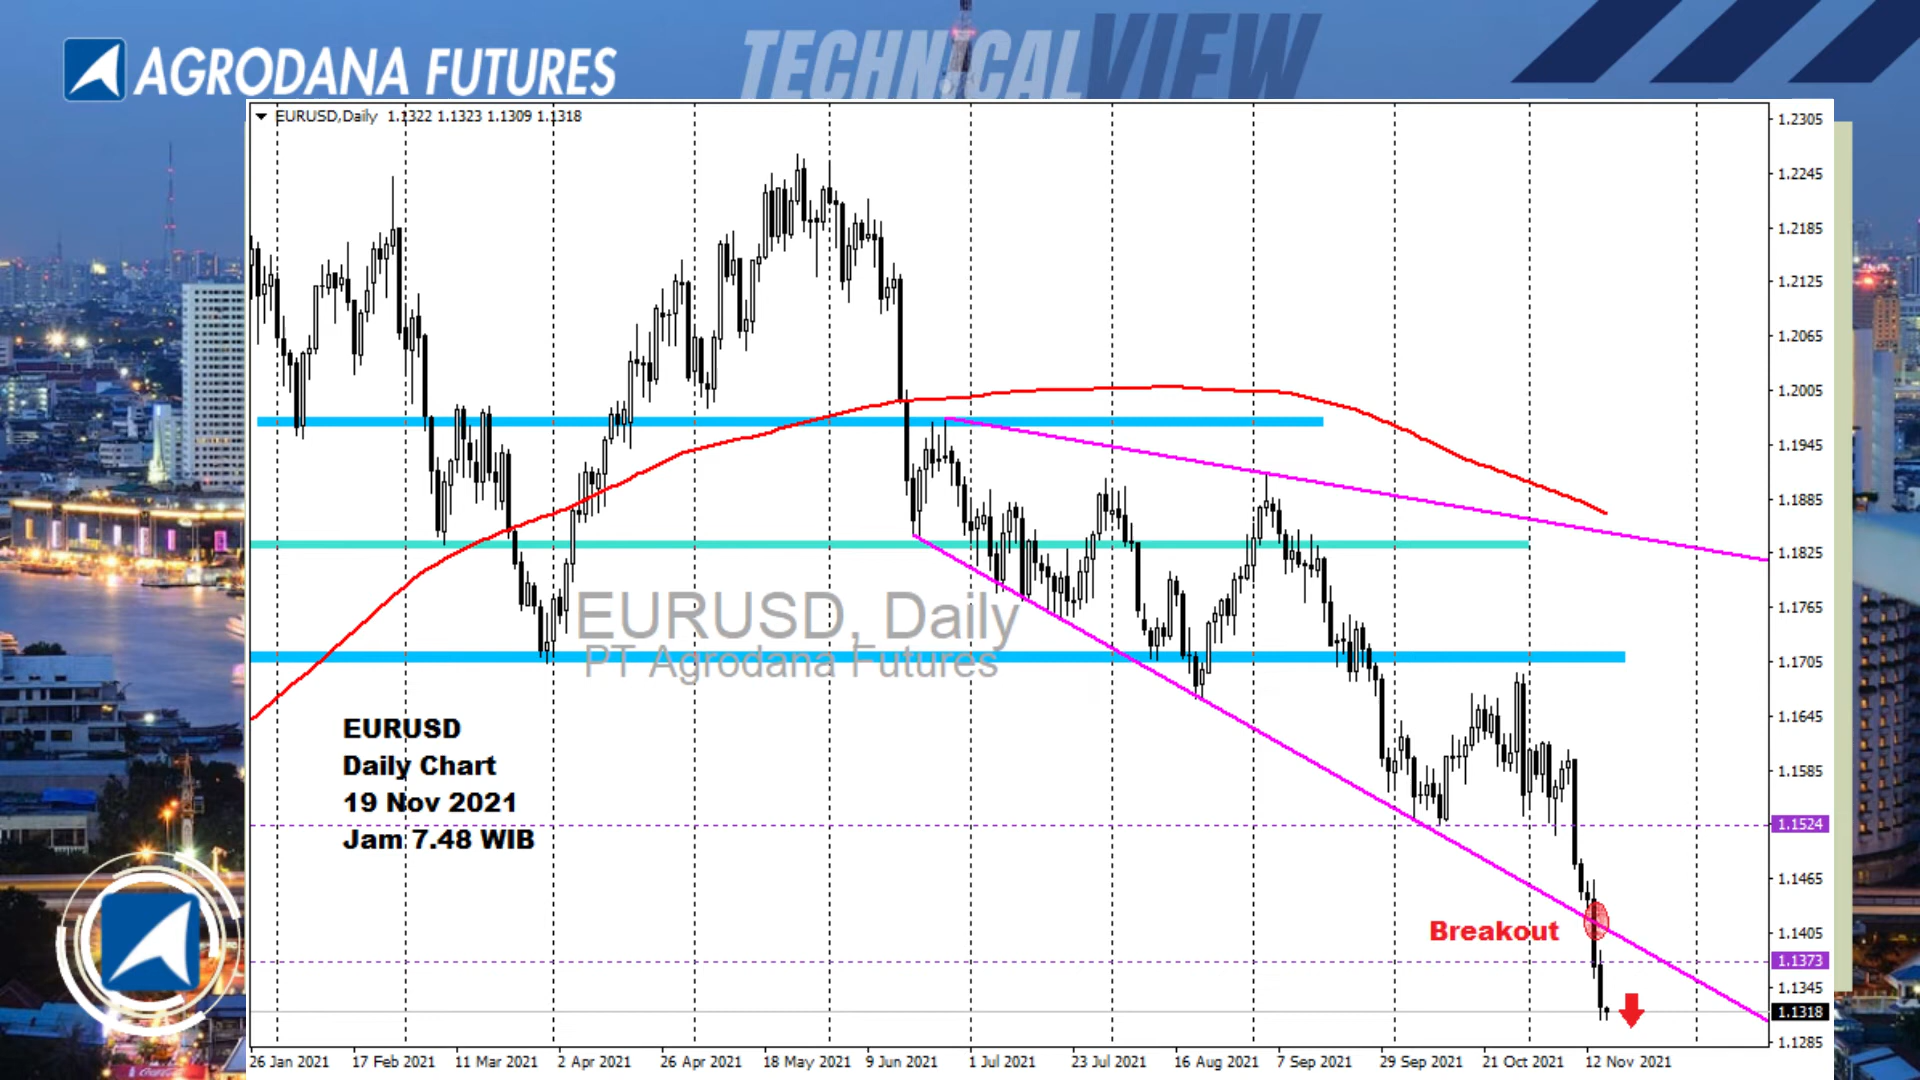 AGRODANA FUTURES
TECHNICAL VIEW
EURUSD,Daily 1.1322 1.1323 1.1309 1.1318
1.2305
1.2245
1.2185
1.2125
1.2065
1.2005
1.1945
1.1885
1.1825
1.1765
1.1705
1.1645
1.1585
1.1524
1.1465
1.1405
1.1373
1.1345
1.1318
1.1285
EURUSD, Daily
PT Agrodana Futures
EURUSD
Daily Chart
19 Nov 2021
Jam 7.48 WIB
Breakout
26 Jan 2021 17 Feb 2021 11 Mar 2021 2 Apr 2021 26 Apr 2021 18 May 2021 9 Jun 2021 1 Jul 2021 23 Jul 2021 16 Aug 2021 7 Sep 2021 29 Sep 2021 21 Oct 2021 12 Nov 2021